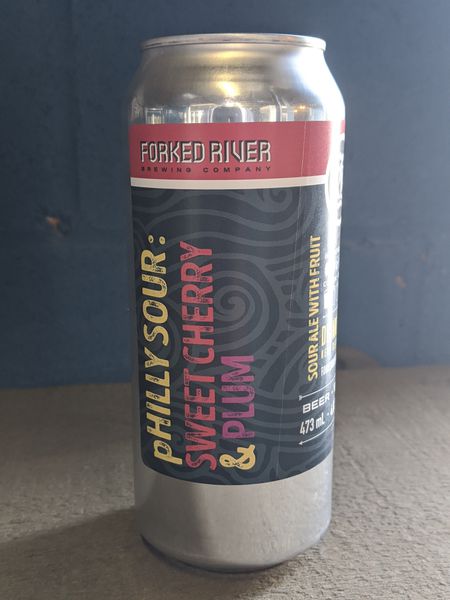 FORKED RIVER
BREWING COMPANY
pHILLY SOUR:
SWEET CHERRY
& PLUM
SOUR ALE WITH FRUIT
BEER
473 mL